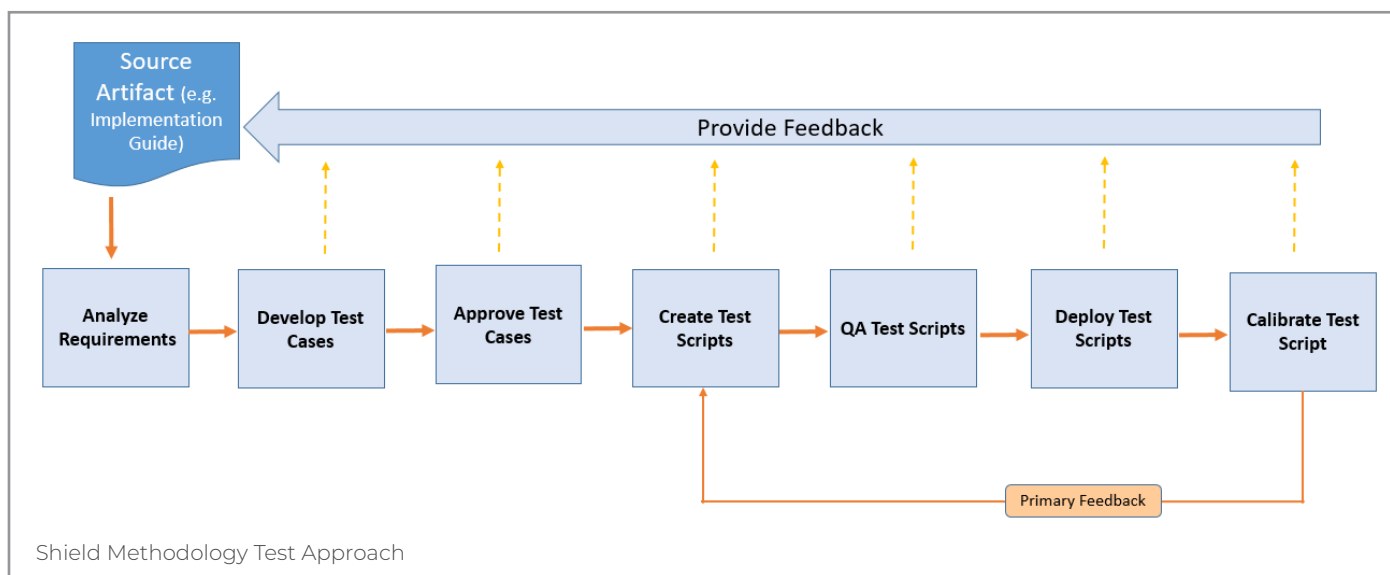 Source
Artifact (e.g.
Implementation
Guide)
Provide Feedback
Analyze
Requirements
Develop Test
Cases
Approve Test
Cases
Create Test
Scripts
QA Test Scripts
Deploy Test
Scripts
Calibrate Test
Script
Primary Feedback
Shield Methodology Test Approach